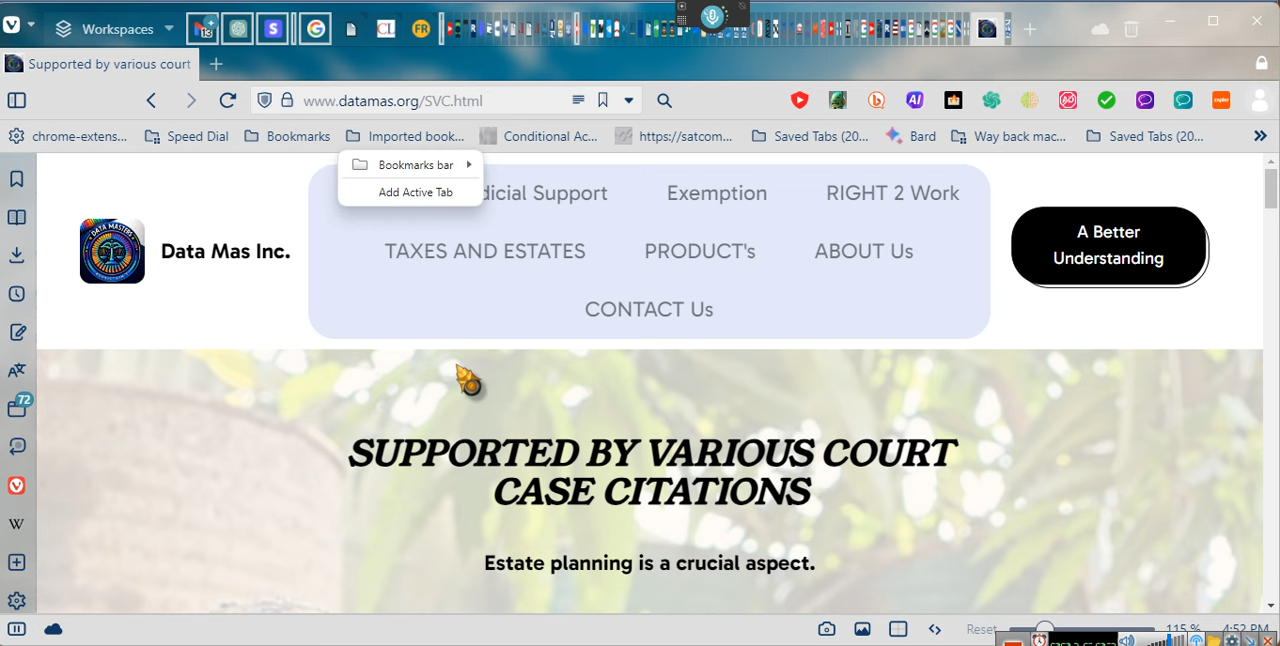 Workspaces
Supported by various court
www.datamas.org/SVC.html
chrome-extens...
Speed Dial
Bookmarks
Imported book...
Conditional Ac...
https://satcom...
Saved Tabs (20...
Bard
Way back mac...
Saved Tabs (20...
Bookmarks bar
Add Active Tab
dicial Support
Exemption
RIGHT 2 Work
Data Mas Inc.
TAXES AND ESTATES
PRODUCT's
ABOUT Us
CONTACT Us
A Better
Understanding
SUPPORTED BY VARIOUS COURT
CASE CITATIONS
Estate planning is a crucial aspect.
72
Reset
115 %
4:52 PM